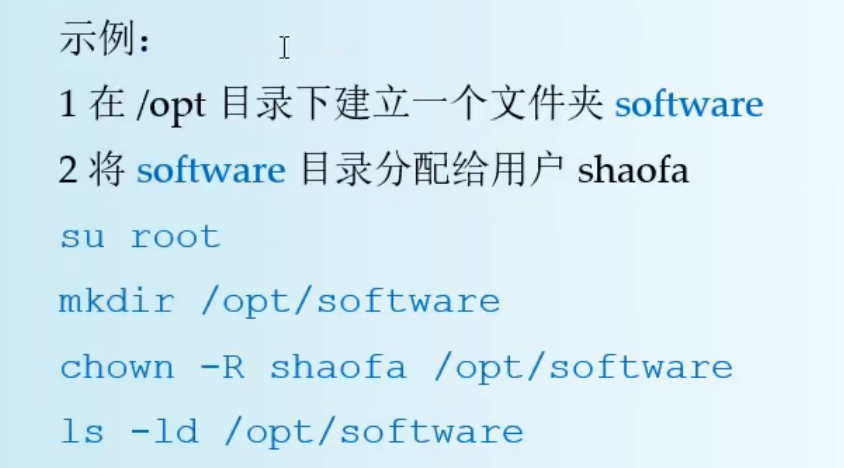 示例：
1 在 /opt 目录下建立一个文件夹 software
2 将 software 目录分配给用户 shaofa
su root
mkdir /opt/software
chown -R shaofa /opt/software
ls -ld /opt/software